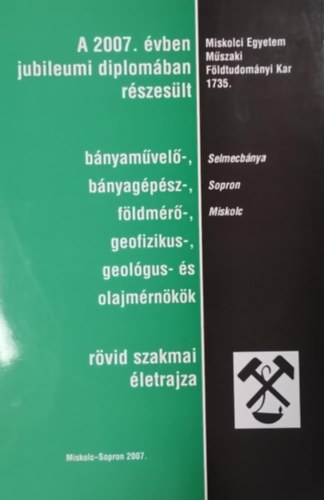 A 2007. évben
jubileumi diplomában
részesült
bányaművelő-,
bányagépész-,
földmérő-,
geofizikus-,
geológus- és
olajmérnökök
rövid szakmai
életrajza
Miskolc–Sopron 2007.
Miskolci Egyetem
Műszaki
Földtudományi Kar
1735.
Selmecbánya
Sopron
Miskolc